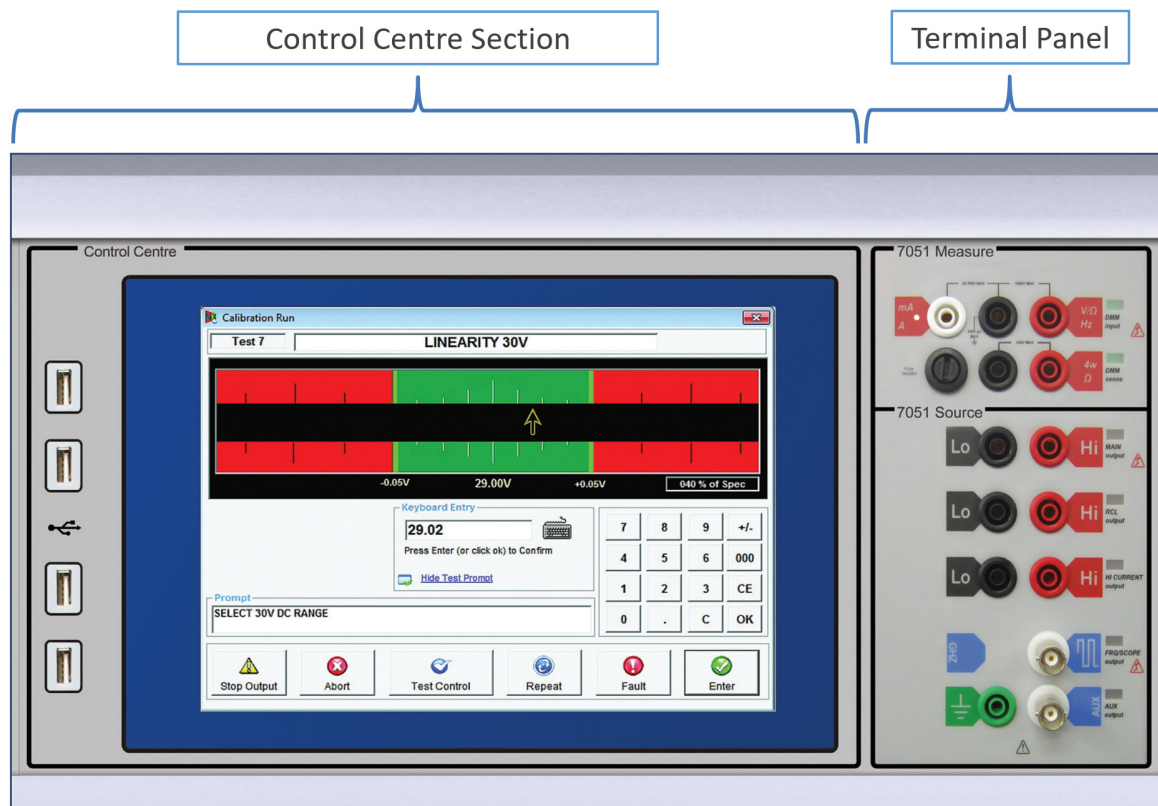 Control Centre Section
Terminal Panel
Control Centre
Calibration Run
Test 7
LINEARITY 30V
-0.05V 29.00V +0.05V 040 % of Spec
Keyboard Entry
29.02
Press Enter (or click ok) to Confirm
Hide Test Prompt
7 8 9 +/-
4 5 6 000
1 2 3 CE
0 . C OK
Prompt
SELECT 30V DC RANGE
Stop Output
Abort
Test Control
Repeat
Fault
Enter
7051 Measure
mA
A
V/Ω
Hz
DMM
input
4w
Ω
DMM
sense
7051 Source
Lo Hi MAIN
output
Lo Hi RCL
output
Lo Hi HI CURRENT
output
GHZ
FRQ/SCOPE
output
AUX
AUX
output